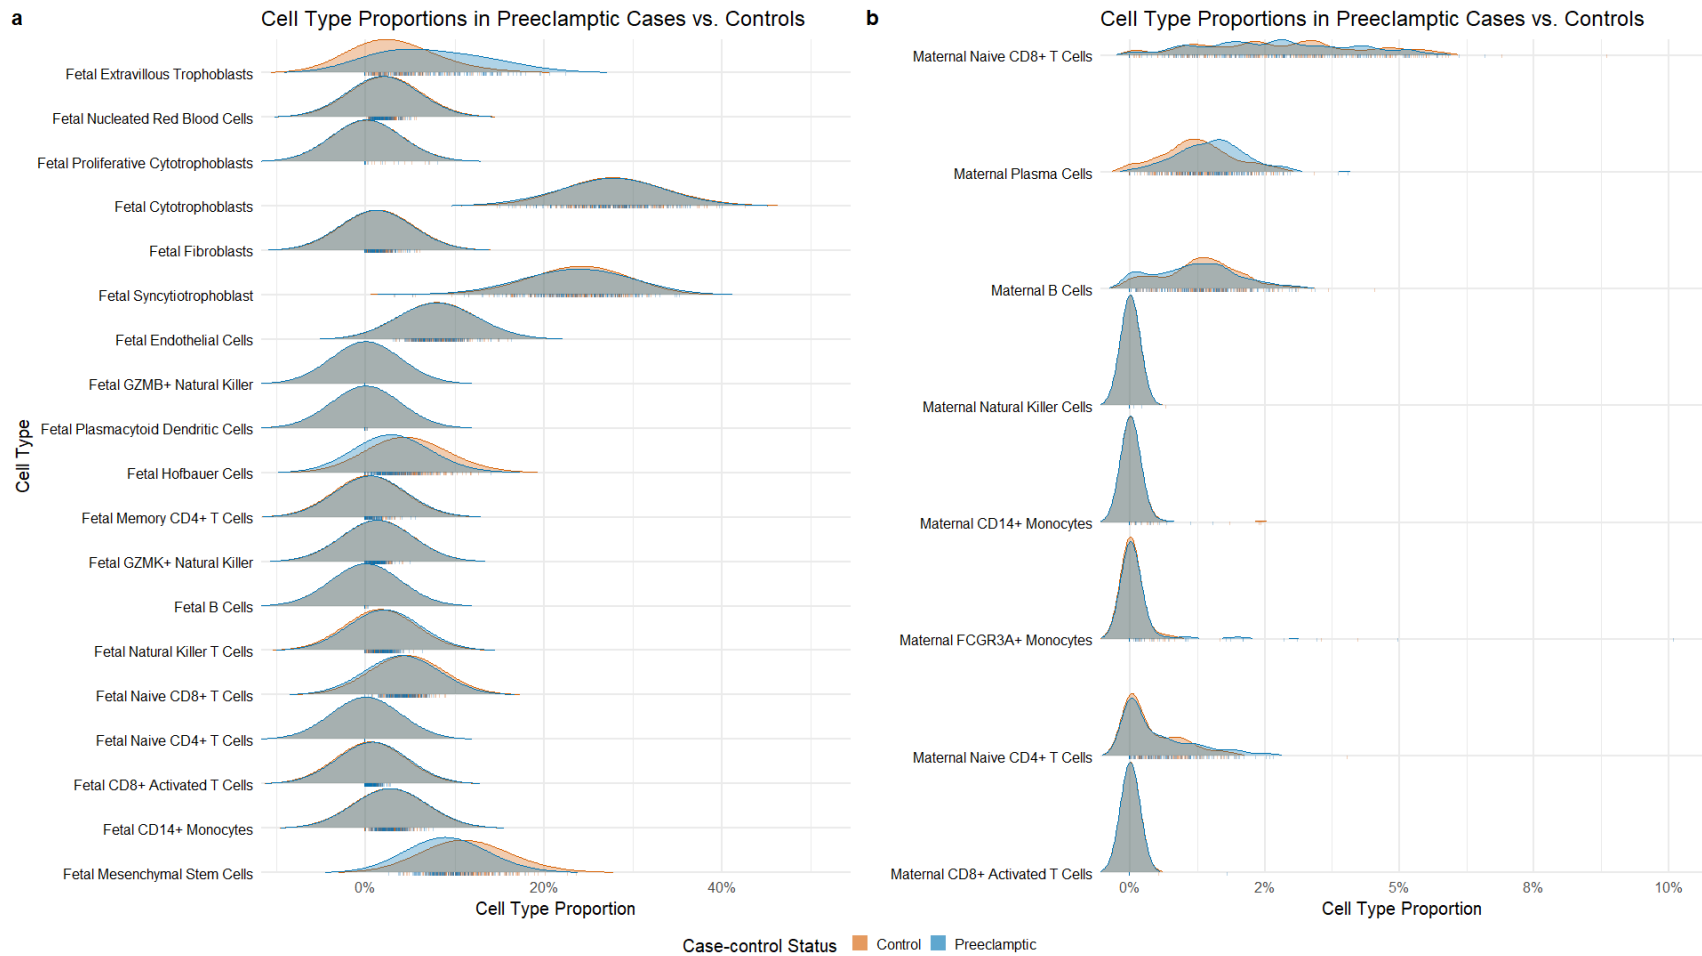 a
Cell Type Proportions in Preeclamptic Cases vs. Controls
Cell Type
Fetal Extravillous Trophoblasts
Fetal Nucleated Red Blood Cells
Fetal Proliferative Cytotrophoblasts
Fetal Cytotrophoblasts
Fetal Fibroblasts
Fetal Syncytiotrophoblast
Fetal Endothelial Cells
Fetal GZMB+ Natural Killer
Fetal Plasmacytoid Dendritic Cells
Fetal Hofbauer Cells
Fetal Memory CD4+ T Cells
Fetal GZMK+ Natural Killer
Fetal B Cells
Fetal Natural Killer T Cells
Fetal Naive CD8+ T Cells
Fetal Naive CD4+ T Cells
Fetal CD8+ Activated T Cells
Fetal CD14+ Monocytes
Fetal Mesenchymal Stem Cells
0% 20% 40%
Cell Type Proportion
b
Cell Type Proportions in Preeclamptic Cases vs. Controls
Maternal Naive CD8+ T Cells
Maternal Plasma Cells
Maternal B Cells
Maternal Natural Killer Cells
Maternal CD14+ Monocytes
Maternal FCGR3A+ Monocytes
Maternal Naive CD4+ T Cells
Maternal CD8+ Activated T Cells
0% 2% 5% 8% 10%
Cell Type Proportion
Case-control Status Control Preeclamptic